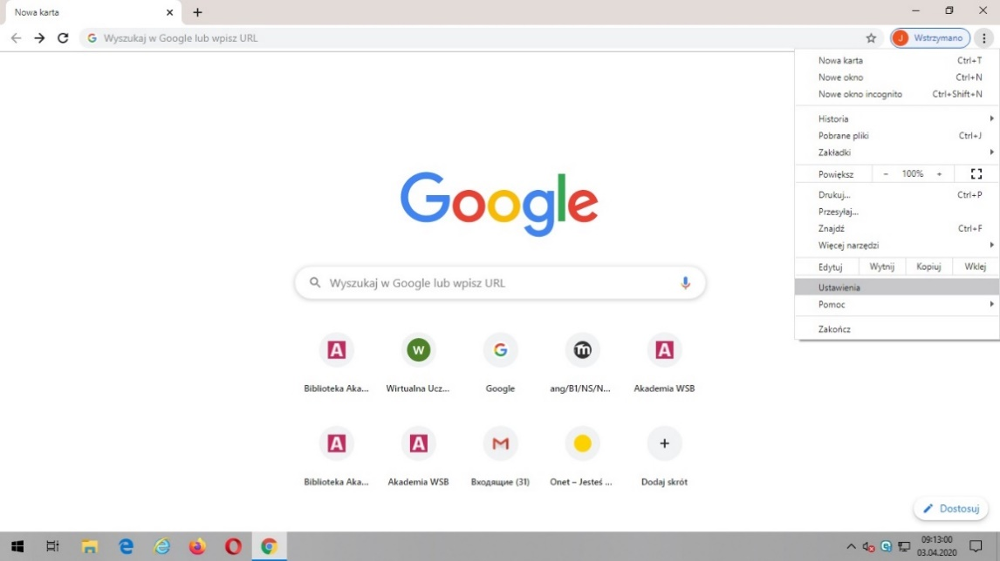 Nowa karta
Wyszukaj w Google lub wpisz URL
J Wstrzymano
Nowa karta Ctrl+T
Nowe okno Ctrl+N
Nowe okno incognito Ctrl+Shift+N
Historia
Pobrane pliki Ctrl+J
Zakładki
Powiększ - 100% +
Drukuj... Ctrl+P
Przesyłaj...
Znajdź Ctrl+F
Więcej narzędzi
Edytuj Wytnij Kopiuj Wklej
Ustawienia
Pomoc
Zakończ
Google
Wyszukaj w Google lub wpisz URL
A W G m A
Biblioteka Aka... Wirtualna Ucz... Google ang/B1/NS/N... Akademia WSB
A A M +
Biblioteka Aka... Akademia WSB Входящие (31) Onet – Jesteś ... Dodaj skrót
Dostosuj
09:13:00
03.04.2020